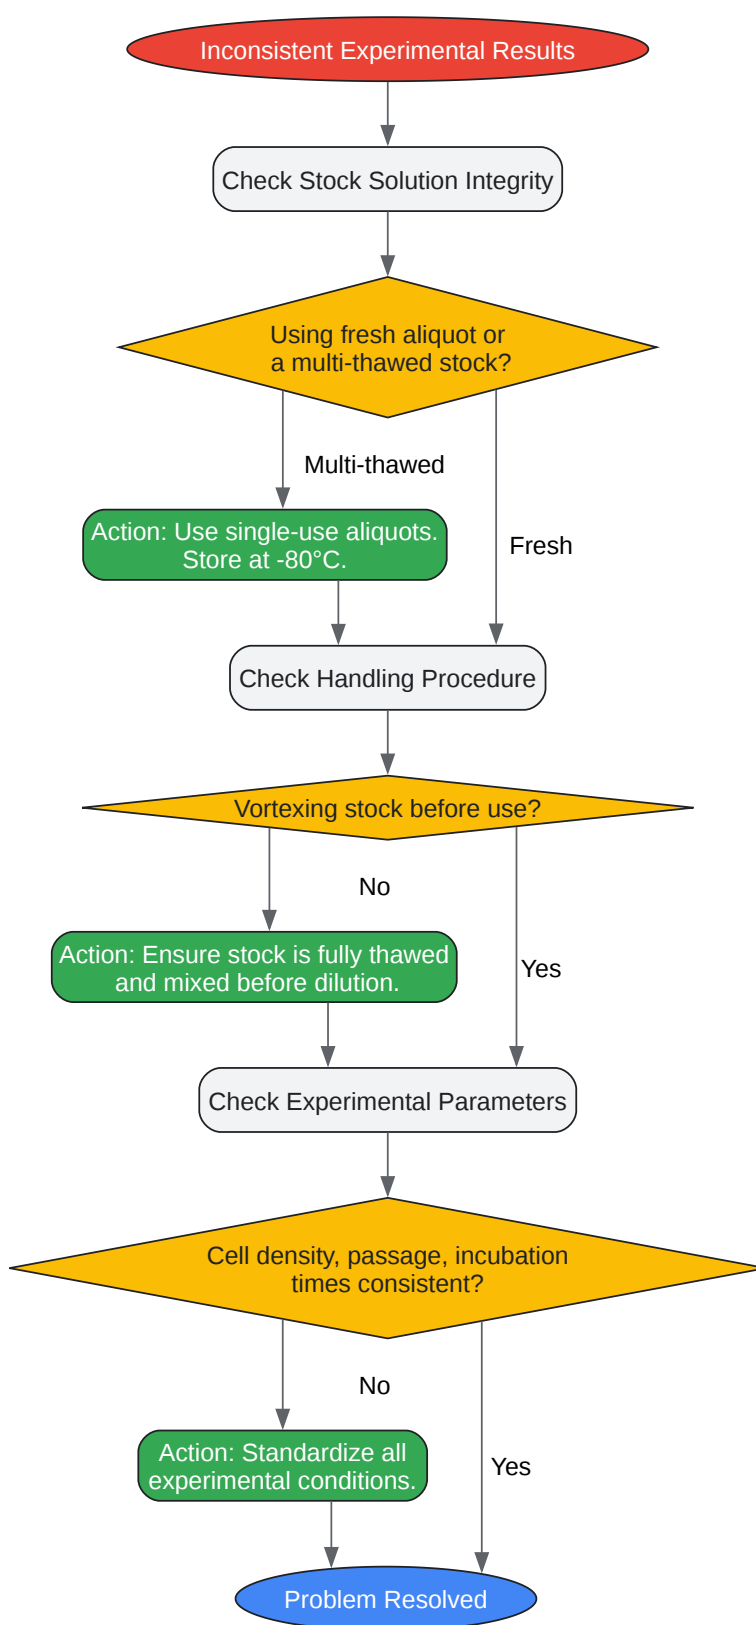 Inconsistent Experimental Results
Check Stock Solution Integrity
Using fresh aliquot or
a multi-thawed stock?
Multi-thawed
Action: Use single-use aliquots.
Store at -80°C.
Fresh
Check Handling Procedure
Vortexing stock before use?
No
Action: Ensure stock is fully thawed
and mixed before dilution.
Yes
Check Experimental Parameters
Cell density, passage, incubation
times consistent?
No
Action: Standardize all
experimental conditions.
Yes
Problem Resolved